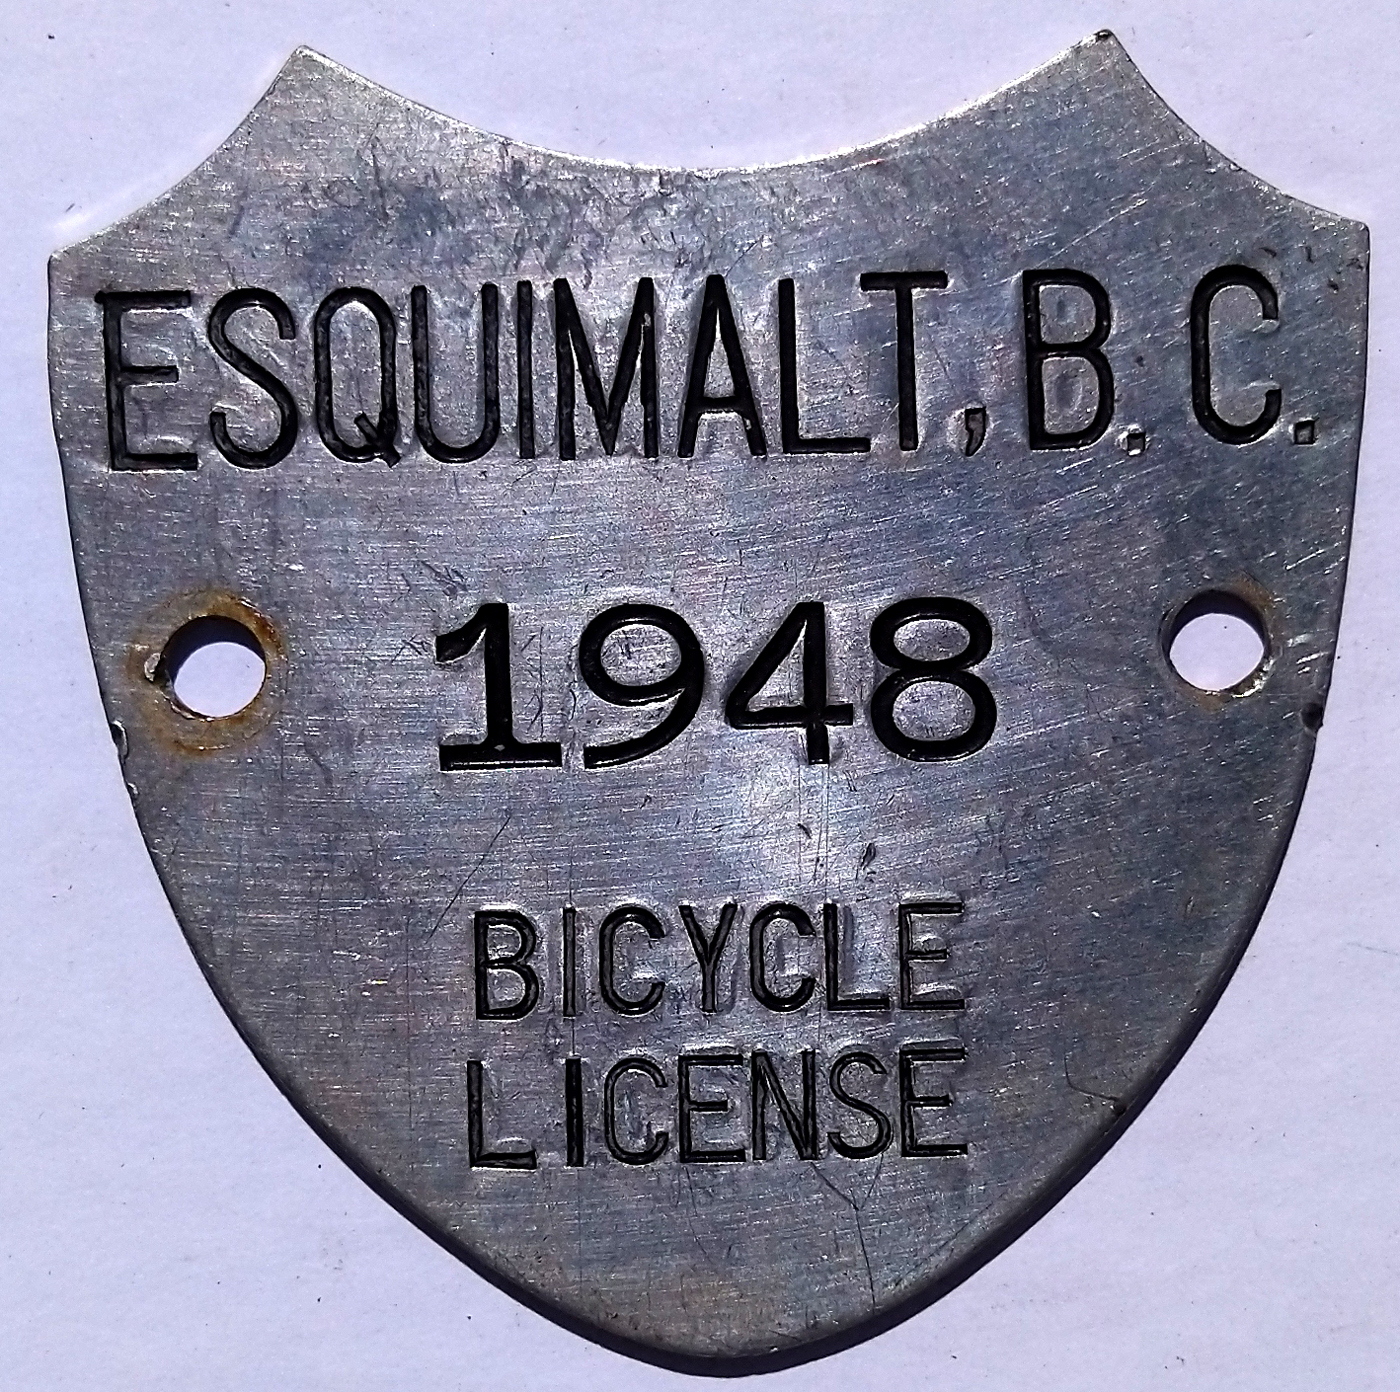 ESQUIMALT, B. C.
1948
BICYCLE
LICENSE